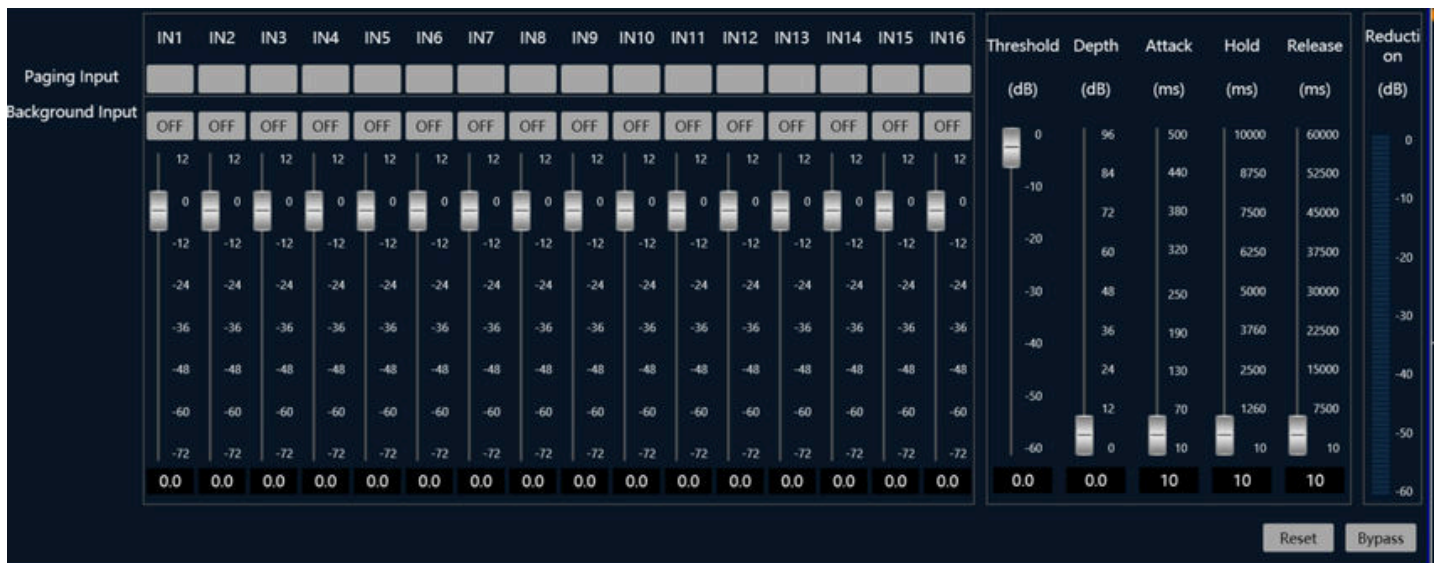 IN1 IN2 IN3 IN4 IN5 IN6 IN7 IN8 IN9 IN10 IN11 IN12 IN13 IN14 IN15 IN16
Paging Input
Background Input
OFF OFF OFF OFF OFF OFF OFF OFF OFF OFF OFF OFF OFF OFF OFF OFF
12 12 12 12 12 12 12 12 12 12 12 12 12 12 12 12
0 0 0 0 0 0 0 0 0 0 0 0 0 0 0 0
-12 -12 -12 -12 -12 -12 -12 -12 -12 -12 -12 -12 -12 -12 -12 -12
-24 -24 -24 -24 -24 -24 -24 -24 -24 -24 -24 -24 -24 -24 -24 -24
-36 -36 -36 -36 -36 -36 -36 -36 -36 -36 -36 -36 -36 -36 -36 -36
-48 -48 -48 -48 -48 -48 -48 -48 -48 -48 -48 -48 -48 -48 -48 -48
-60 -60 -60 -60 -60 -60 -60 -60 -60 -60 -60 -60 -60 -60 -60 -60
-72 -72 -72 -72 -72 -72 -72 -72 -72 -72 -72 -72 -72 -72 -72 -72
0.0 0.0 0.0 0.0 0.0 0.0 0.0 0.0 0.0 0.0 0.0 0.0 0.0 0.0 0.0 0.0
Threshold Depth Attack Hold Release
(dB) (dB) (ms) (ms) (ms)
0 96 500 10000 60000
-10 84 440 8750 52500
-20 72 380 7500 45000
-30 60 320 6250 37500
-40 48 250 5000 30000
-50 36 190 3760 22500
-60 24 130 2500 15000
12 70 1260 7500
0 10 10 10
0.0 0.0 10 10 10
Reducti
on
(dB)
0
-10
-20
-30
-40
-50
-60
Reset Bypass